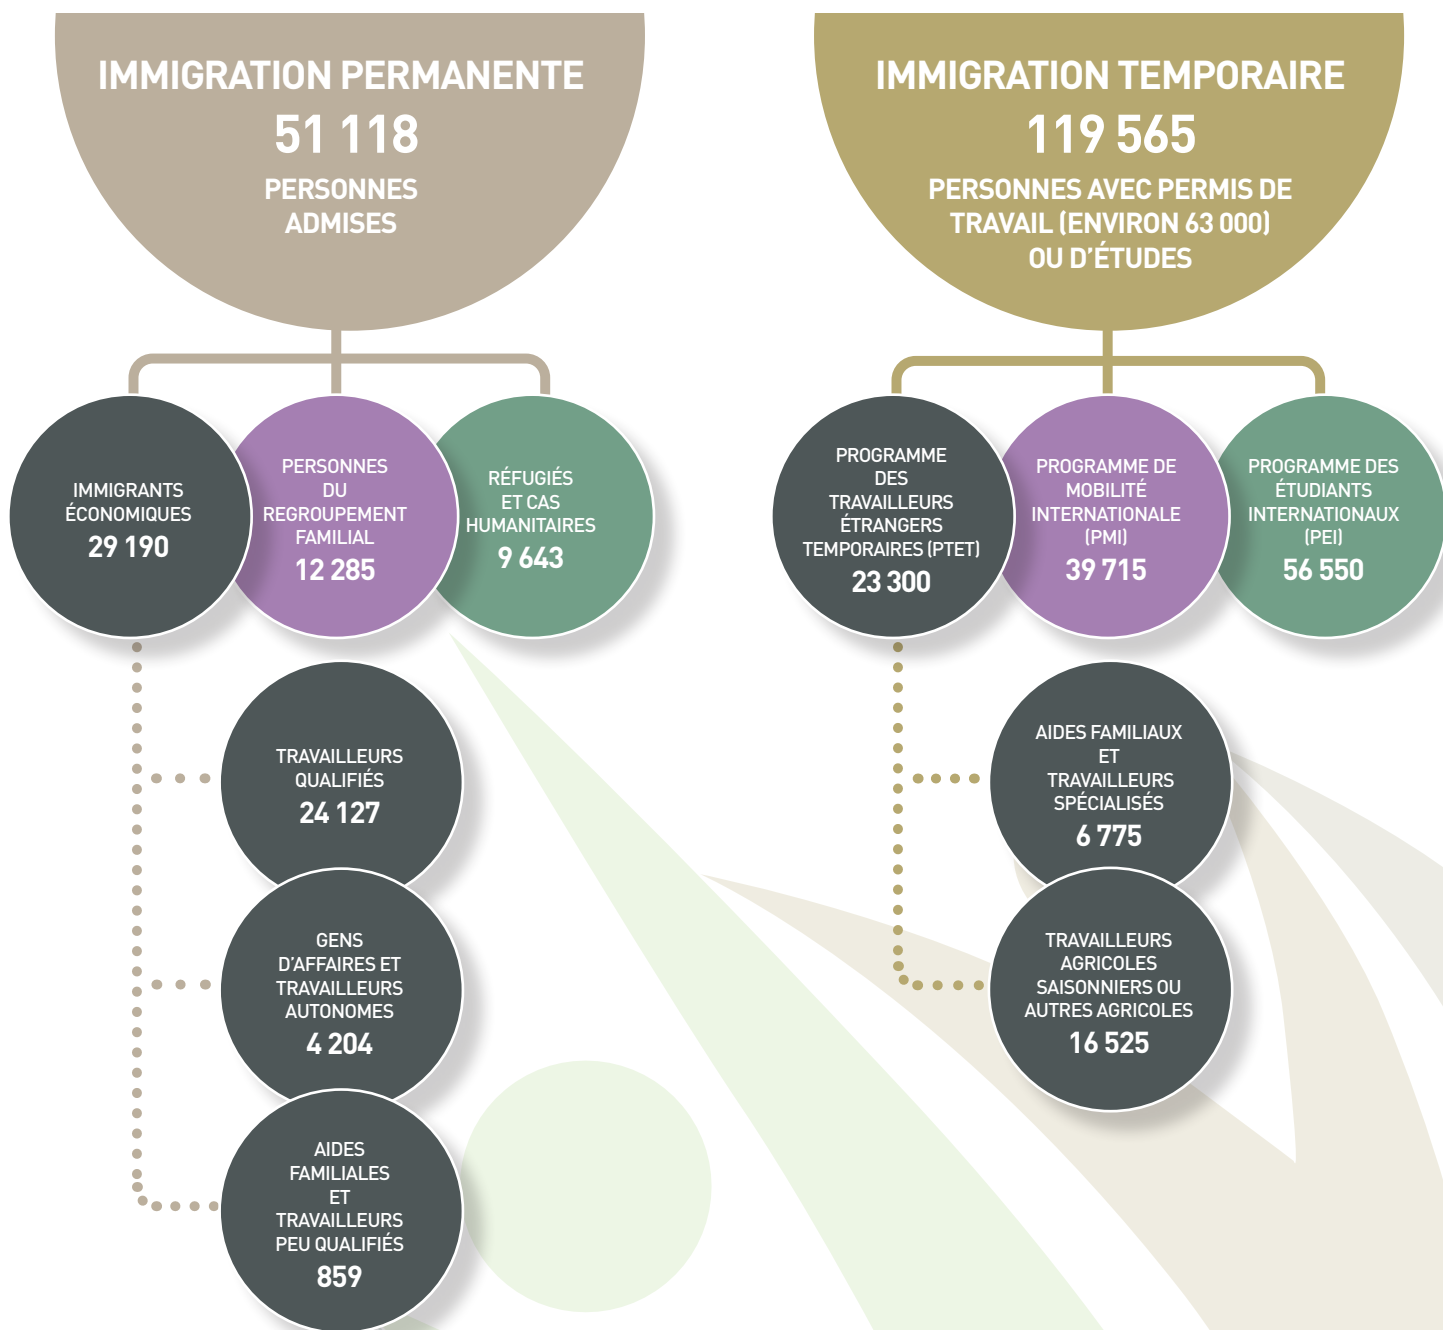 IMMIGRATION PERMANENTE
51 118
PERSONNES
ADMISES
IMMIGRANTS
ÉCONOMIQUES
29 190
PERSONNES
DU
REGROUPEMENT
FAMILIAL
12 285
RÉFUGIÉS
ET CAS
HUMANITAIRES
9 643
TRAVAILLEURS
QUALIFIÉS
24 127
GENS
D'AFFAIRES ET
TRAVAILLEURS
AUTONOMES
4 204
AIDES
FAMILIALES
ET
TRAVAILLEURS
PEU QUALIFIÉS
859
IMMIGRATION TEMPORAIRE
119 565
PERSONNES AVEC PERMIS DE
TRAVAIL (ENVIRON 63 000)
OU D'ÉTUDES
PROGRAMME
DES
TRAVAILLEURS
ÉTRANGERS
TEMPORAIRES (PTET)
23 300
PROGRAMME DE
MOBILITÉ
INTERNATIONALE
(PMI)
39 715
PROGRAMME DES
ÉTUDIANTS
INTERNATIONAUX
(PEI)
56 550
AIDES FAMILIAUX
ET
TRAVAILLEURS
SPÉCIALISÉS
6 775
TRAVAILLEURS
AGRICOLES
SAISONNIERS OU
AUTRES AGRICOLES
16 525